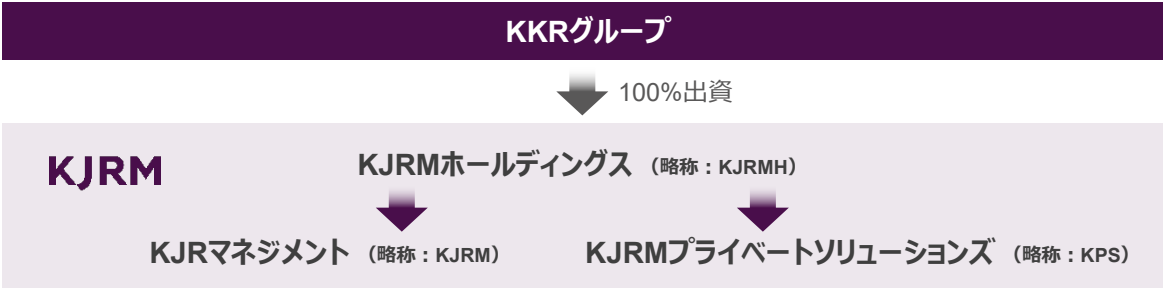 KKRグループ
100%出資
KJRM
KJRMホールディングス （略称：KJRMH）
KJRマネジメント （略称：KJRM） KJRMプライベートソリューションズ （略称：KPS）